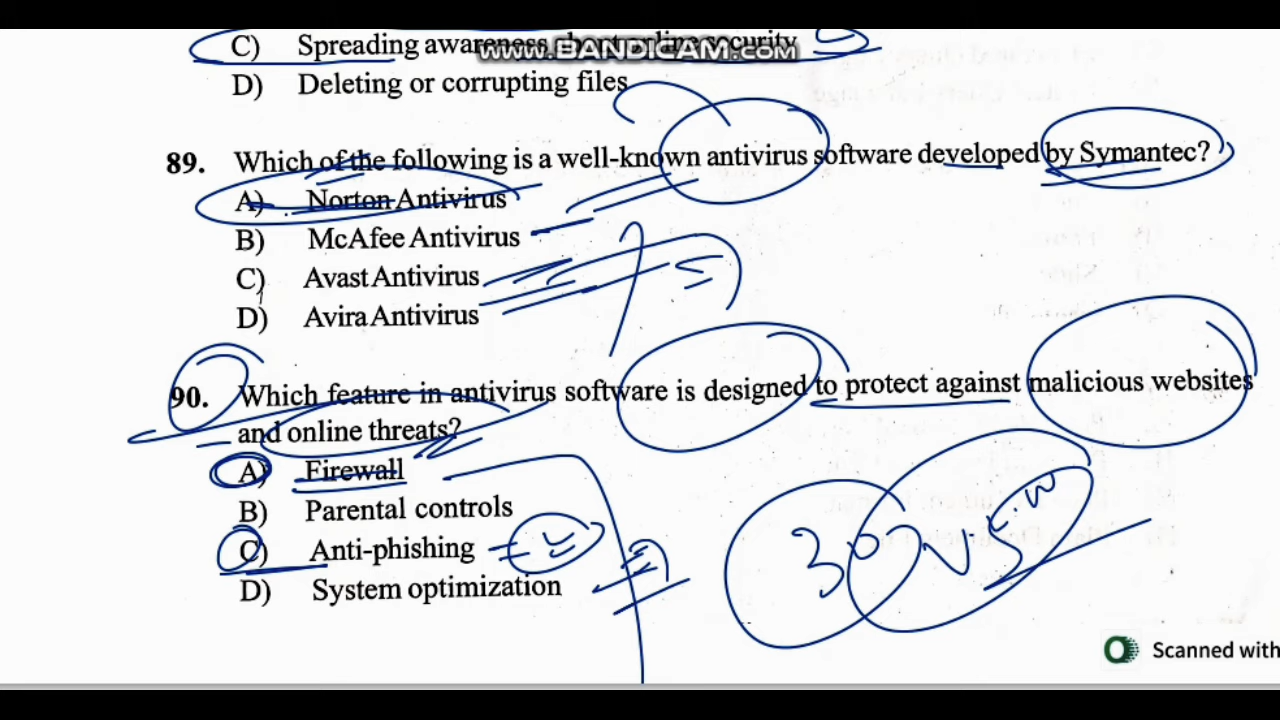 C) Spreading awareness about online security
www.BANDICAM.com
D) Deleting or corrupting files
89. Which of the following is a well-known antivirus software developed by Symantec?
A) Norton Antivirus
B) McAfee Antivirus
C) Avast Antivirus
D) Avira Antivirus
90. Which feature in antivirus software is designed to protect against malicious websites
and online threats?
A) Firewall
B) Parental controls
C) Anti-phishing
D) System optimization
Scanned with